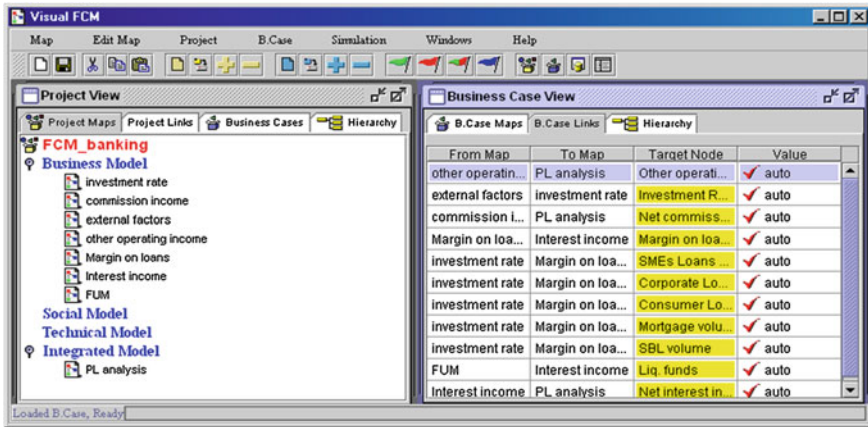 Visual FCM
Map Edit Map Project B.Case Simulation Windows Help
Project View
Project Maps Project Links Business Cases Hierarchy
FCM_banking
Business Model
investment rate
commission income
external factors
other operating income
Margin on loans
Interest income
FUM
Social Model
Technical Model
Integrated Model
PL analysis
Business Case View
B.Case Maps B.Case Links Hierarchy
From Map To Map Target Node Value
other operatin... PL analysis Other operati... auto
external factors investment rate Investment R... auto
commission i... PL analysis Net commiss... auto
Margin on loa... Interest income Margin on loa... auto
investment rate Margin on loa... SMEs Loans ... auto
investment rate Margin on loa... Corporate Lo... auto
investment rate Margin on loa... Consumer Lo... auto
investment rate Margin on loa... Mortgage volu... auto
investment rate Margin on loa... SBL volume auto
FUM Interest income Liq. funds auto
Interest income PL analysis Net interest in... auto
Loaded B.Case, Ready